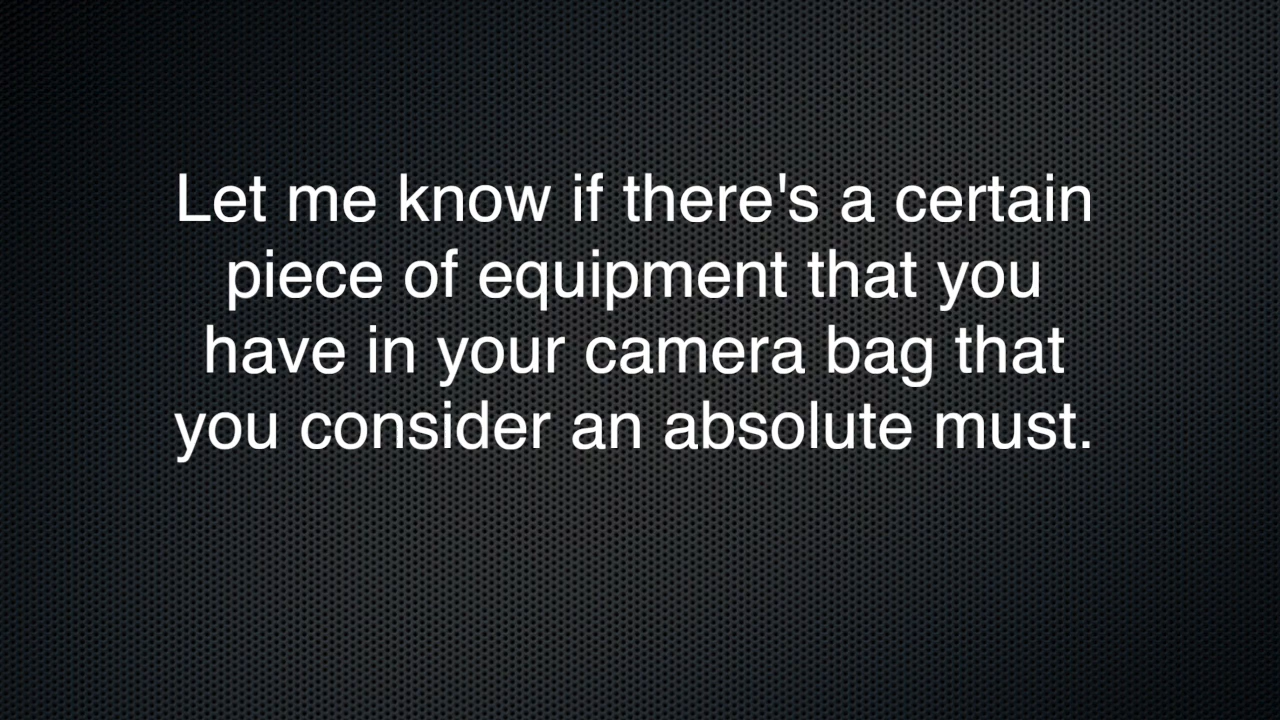 Let me know if there's a certain
piece of equipment that you
have in your camera bag that
you consider an absolute must.